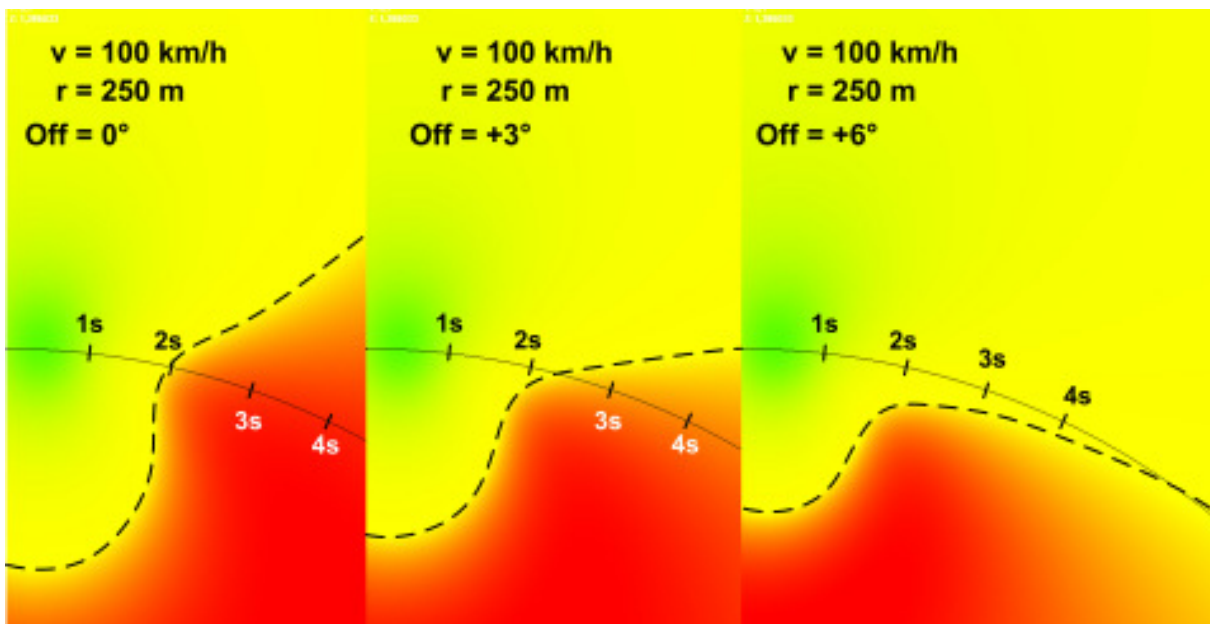 v = 100 km/h
r = 250 m
Off = 0°
1s
2s
3s
4s
v = 100 km/h
r = 250 m
Off = +3°
1s
2s
3s
4s
v = 100 km/h
r = 250 m
Off = +6°
1s
2s
3s
4s